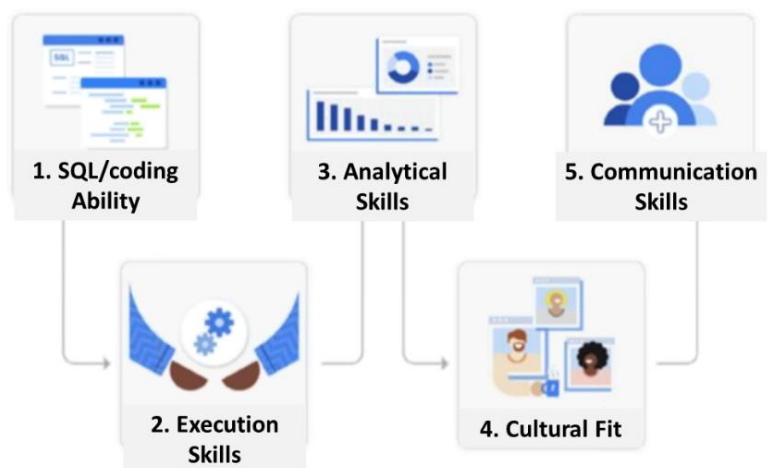 SQL
1. SQL/coding
Ability
2. Execution
Skills
3. Analytical
Skills
4. Cultural Fit
5. Communication
Skills